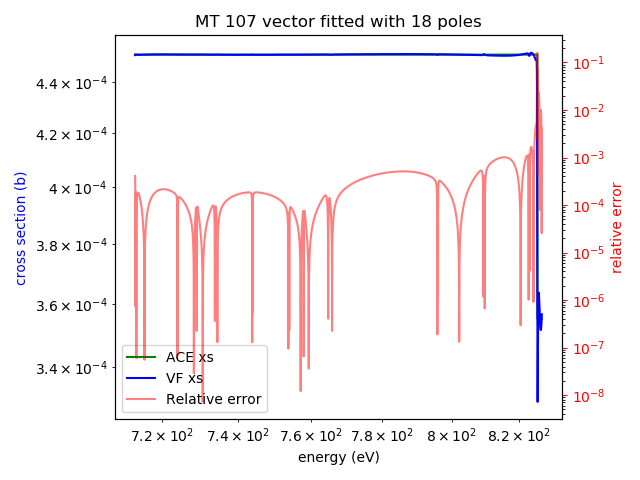 MT 107 vector fitted with 18 poles
cross section (b)
4.4 × 10⁻⁴
4.2 × 10⁻⁴
4 × 10⁻⁴
3.8 × 10⁻⁴
3.6 × 10⁻⁴
3.4 × 10⁻⁴
10⁻¹
10⁻²
10⁻³
10⁻⁴
10⁻⁵
10⁻⁶
10⁻⁷
10⁻⁸
relative error
ACE xs
VF xs
Relative error
7.2 × 10² 7.4 × 10² 7.6 × 10² 7.8 × 10² 8 × 10² 8.2 × 10²
energy (eV)